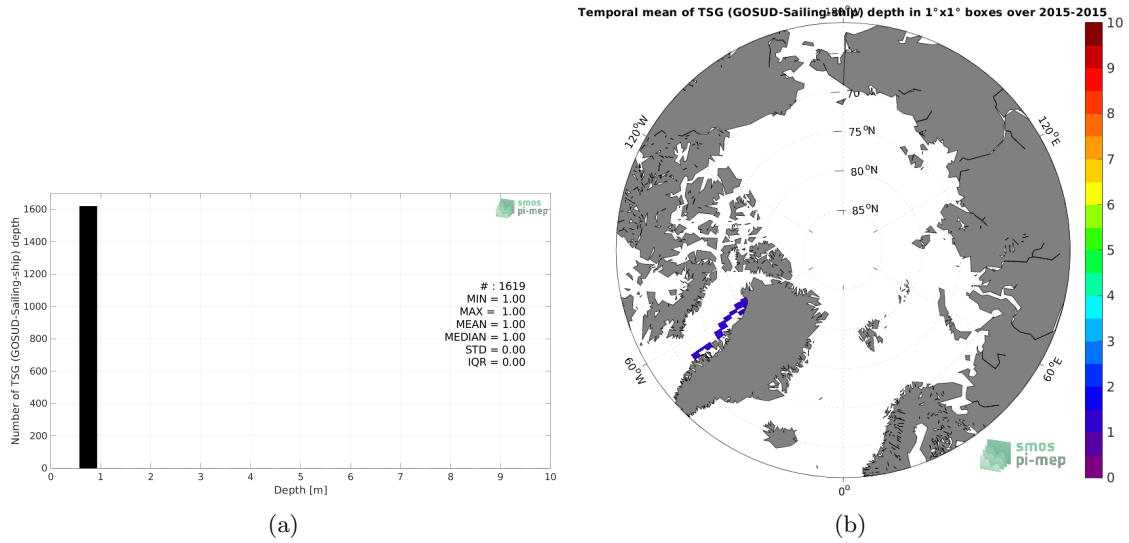 Number of TSG (GOSUD-Sailing-ship) depth
1600
1400
1200
1000
800
600
400
200
0
smos
pi-mep
# : 1619
MIN = 1.00
MAX = 1.00
MEAN = 1.00
MEDIAN = 1.00
STD = 0.00
IQR = 0.00
0 1 2 3 4 5 6 7 8 9 10
Depth [m]
(a)
Temporal mean of TSG (GOSUD-Sailing-ship) depth in 1°x1° boxes over 2015-2015
180°W
120°W
120°E
70°N
75°N
80°N
85°N
60°W
60°E
0°
smos
pi-mep
10
9
8
7
6
5
4
3
2
1
0
(b)